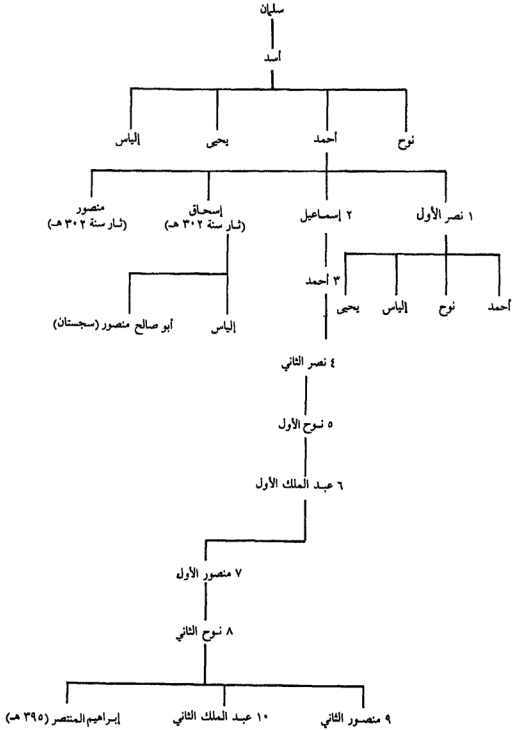 سلمان
أسد
نوح
أحمد
يحيى
إلياس
١ نصر الأول
٢ إسماعيل
إسحاق
(ثار سنة ٣٠٢ هـ)
منصور
(ثار سنة ٣٠٢ هـ)
أحمد
نوح
إلياس
يحيى
٣ أحمد
إلياس
أبو صالح منصور (سجستان)
٤ نصر الثاني
٥ نوح الأول
٦ عبد الملك الأول
٧ منصور الأول
٨ نوح الثاني
٩ منصور الثاني
١٠ عبد الملك الثاني
إبراهيم المنتصر (٣٩٥ هـ)